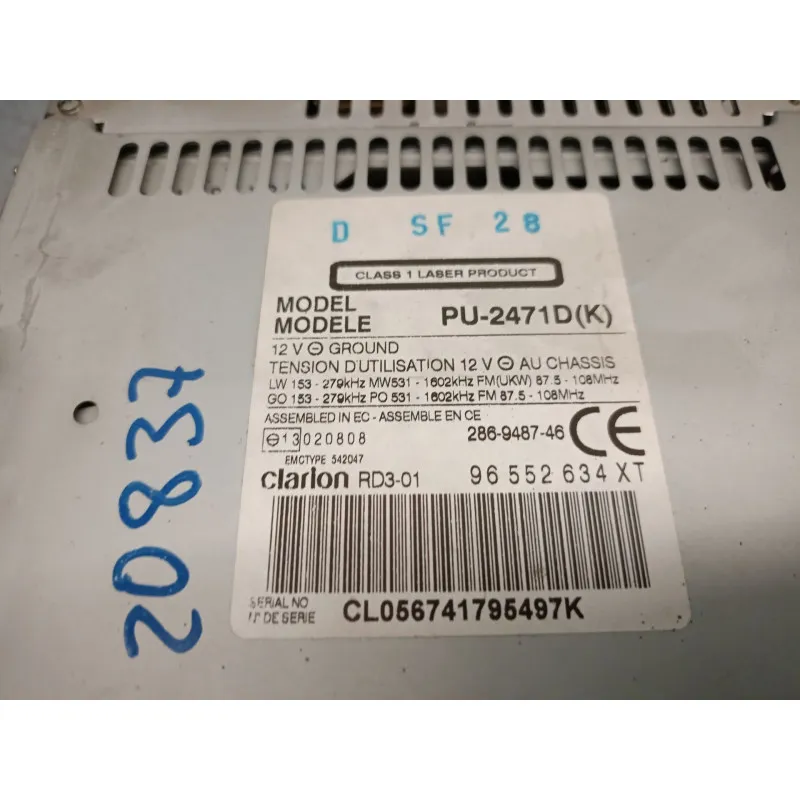 D SF 28
CLASS 1 LASER PRODUCT
MODEL
MODELE PU-2471D(K)
12 V ⊖ GROUND
TENSION D'UTILISATION 12 V ⊖ AU CHASSIS
LW 153 - 279kHz MW531 - 1602kHz FM(UKW) 87.5 - 108MHz
GO 153 - 279kHz PO 531 - 1602kHz FM 87.5 - 108MHz
ASSEMBLED IN EC - ASSEMBLE EN CE
e13 020808 286-9487-46 CE
EMCTYPE 542047
clarion RD3-01 96 552 634 XT
SERIAL NO
N° DE SERIE CL056741795497K
20837